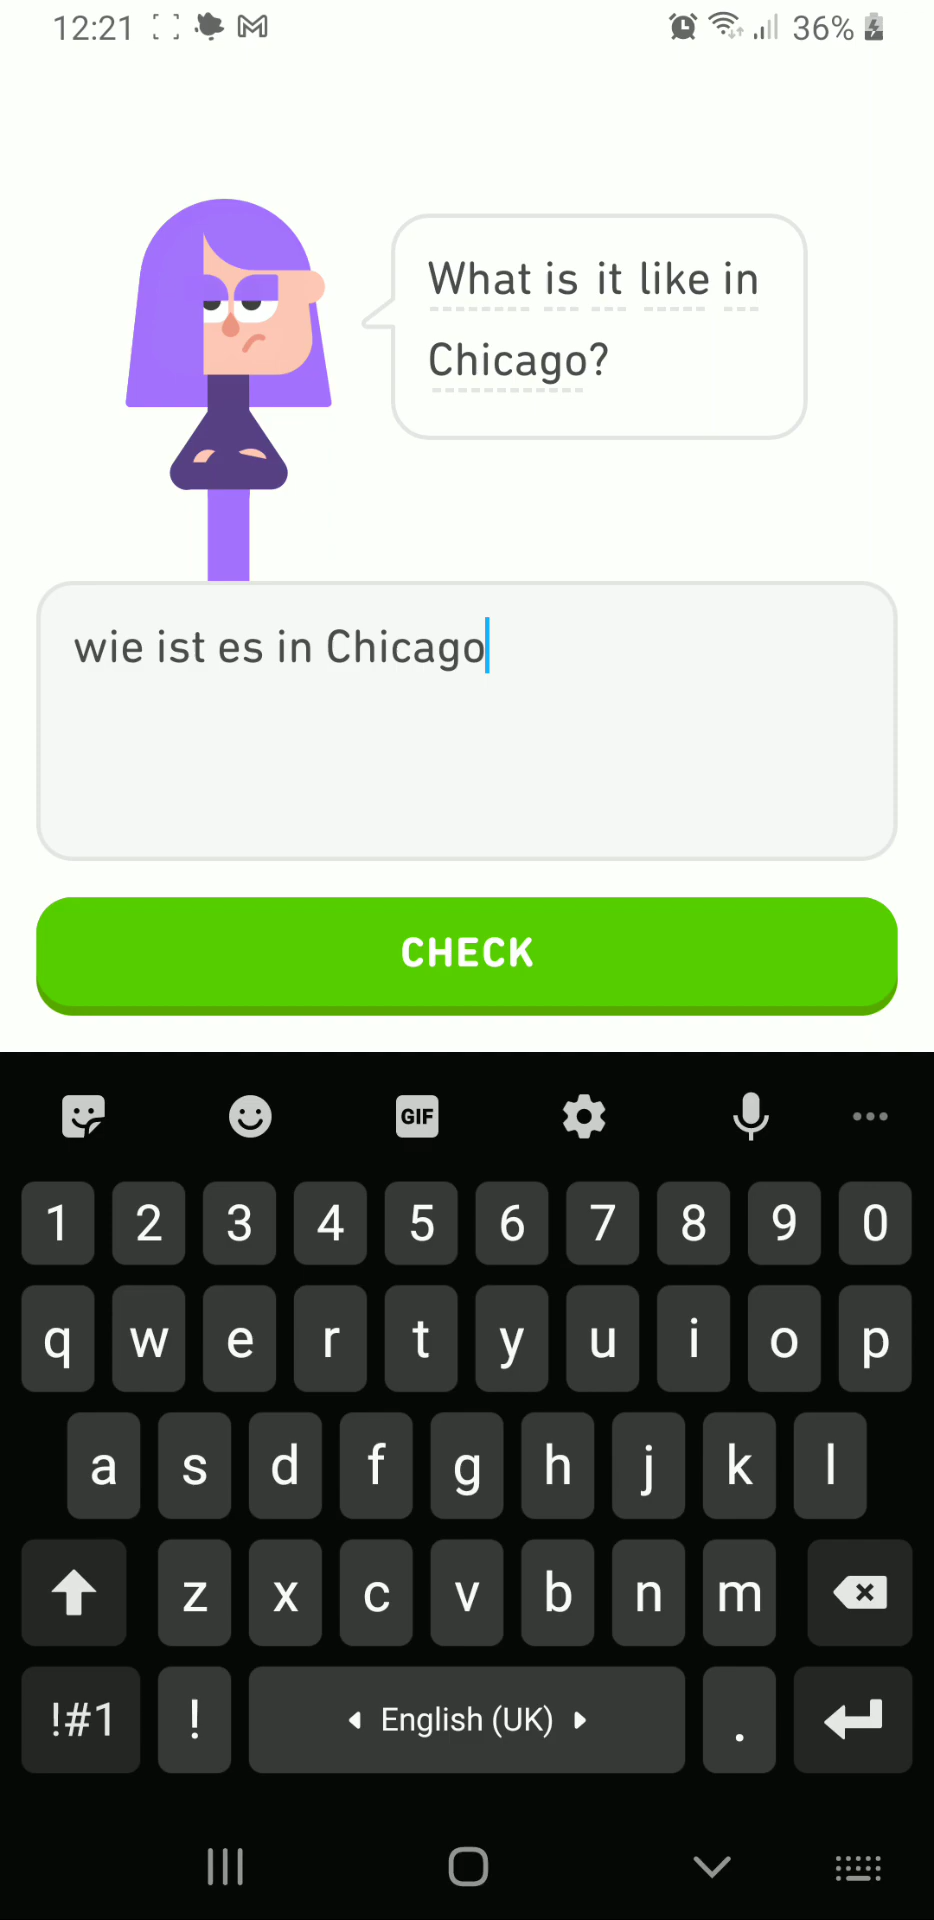 12:21 36%
What is it like in
Chicago?
wie ist es in Chicago
CHECK
GIF
1 2 3 4 5 6 7 8 9 0
q w e r t y u i o p
a s d f g h j k l
z x c v b n m
!#1 ! English (UK) .